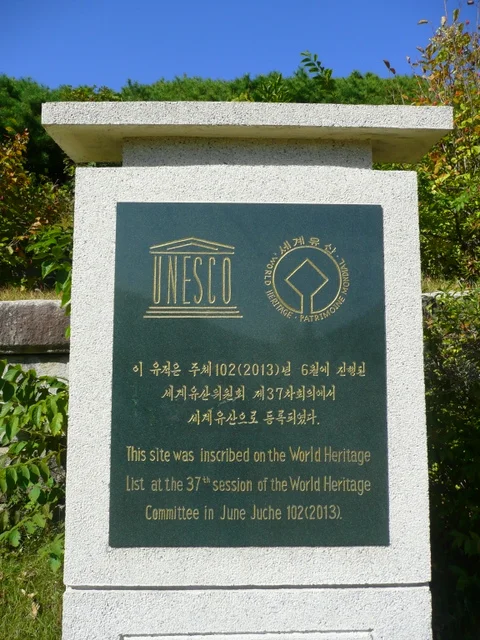 UNESCO
세계유산
WORLD HERITAGE · PATRIMOINE MONDIAL
이 유적은 주체102(2013)년 6월에 진행된
세계유산위원회 제37차회의에서
세계유산으로 등록되였다.
This site was inscribed on the World Heritage
List at the 37th session of the World Heritage
Committee in June Juche 102(2013).